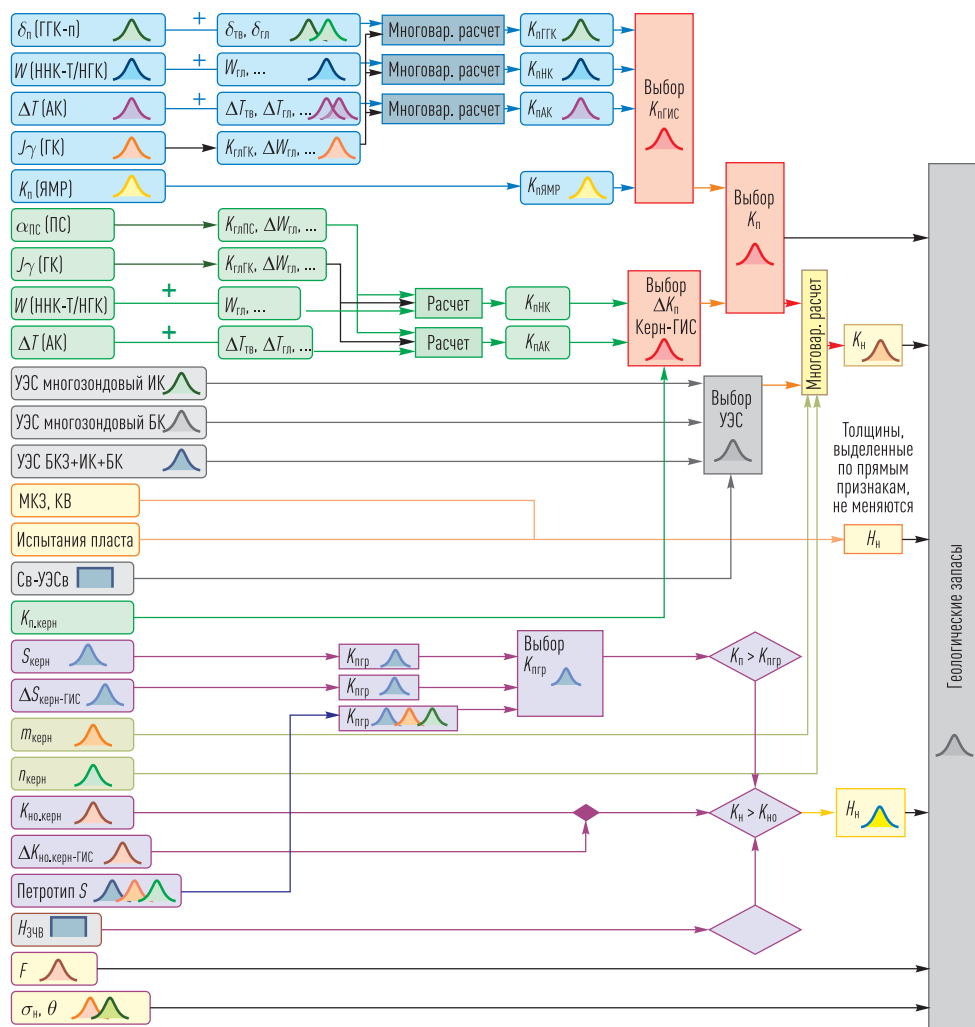 δп (ГГК-п)
+
δтв, δгл
Многовар. расчет
KпГГК
W (ННК-Т/НГК)
+
Wгл, ...
Многовар. расчет
KпНК
ΔT (АК)
+
ΔTтв, ΔTгл, ...
Многовар. расчет
KпАК
Jγ (ГК)
KглГК, ΔWгл, ...
Kп (ЯМР)
KпЯМР
Выбор
KпГИС
Выбор
Kп
αПС (ПС)
KглПС, ΔWгл, ...
Jγ (ГК)
KглГК, ΔWгл, ...
W (ННК-Т/НГК)
+
Wгл, ...
Расчет
KпНК
ΔT (АК)
+
ΔTтв, ΔTгл, ...
Расчет
KпАК
Выбор
ΔKп
Керн-ГИС
Многовар. расчет
Kн
УЭС многозондовый ИК
УЭС многозондовый БК
УЭС БКЗ+ИК+БК
Выбор
УЭС
Толщины,
выделенные
по прямым
признакам,
не меняются
МКЗ, КВ
Испытания пласта
Hн
Св-УЭСв
Kп.керн
Sкерн
Kпгр
ΔSкерн-ГИС
Kпгр
Kпгр
Выбор
Kпгр
Kп > Kпгр
mкерн
nкерн
Kно.керн
Kн > Kно
Hн
ΔKно.керн-ГИС
Петротип S
HЗЧВ
F
σн, θ
Геологические запасы